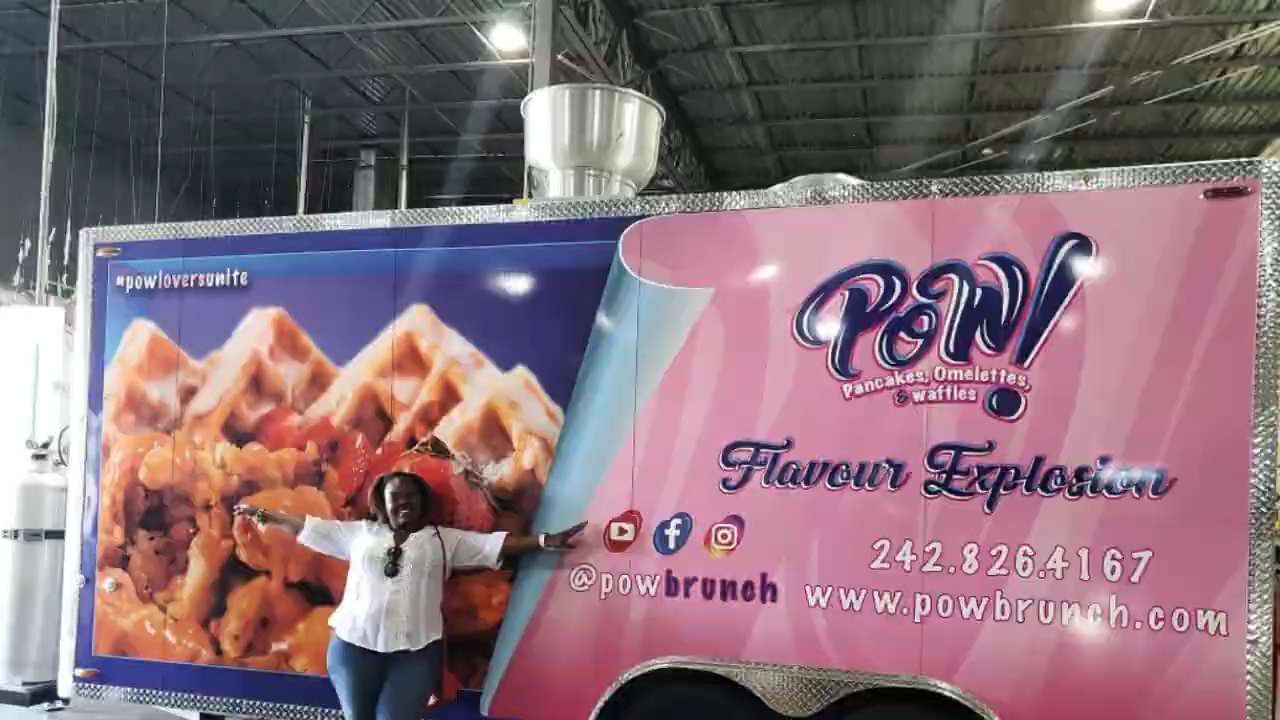 #powloversunite
POW!
Pancakes, Omelettes,
& waffles
Flavour Explosion
@powbrunch
242.826.4167
www.powbrunch.com